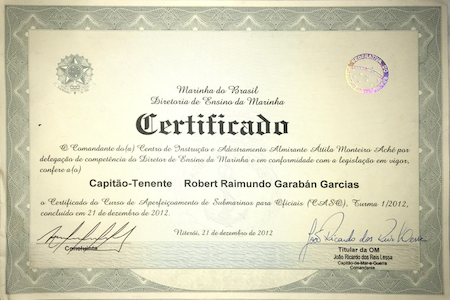 Marinha do Brasil
Diretoria de Ensino da Marinha
Certificado
O Comandante do(a) Centro de Instrução e Adestramento Almirante Áttila Monteiro Aché por
delegação de competência do Diretor de Ensino da Marinha e em conformidade com a legislação em vigor,
confere a(o)
Capitão-Tenente Robert Raimundo Garabán Garcias
o Certificado do Curso de Aperfeiçoamento de Submarinos para Oficiais (CASO), Turma 1/2012,
concluído em 21 de dezembro de 2012.
Niterói, 21 de dezembro de 2012
João Ricardo dos Reis Lessa
Concluinte
Titular da OM
João Ricardo dos Reis Lessa
Capitão-de-Mar-e-Guerra
Comandante